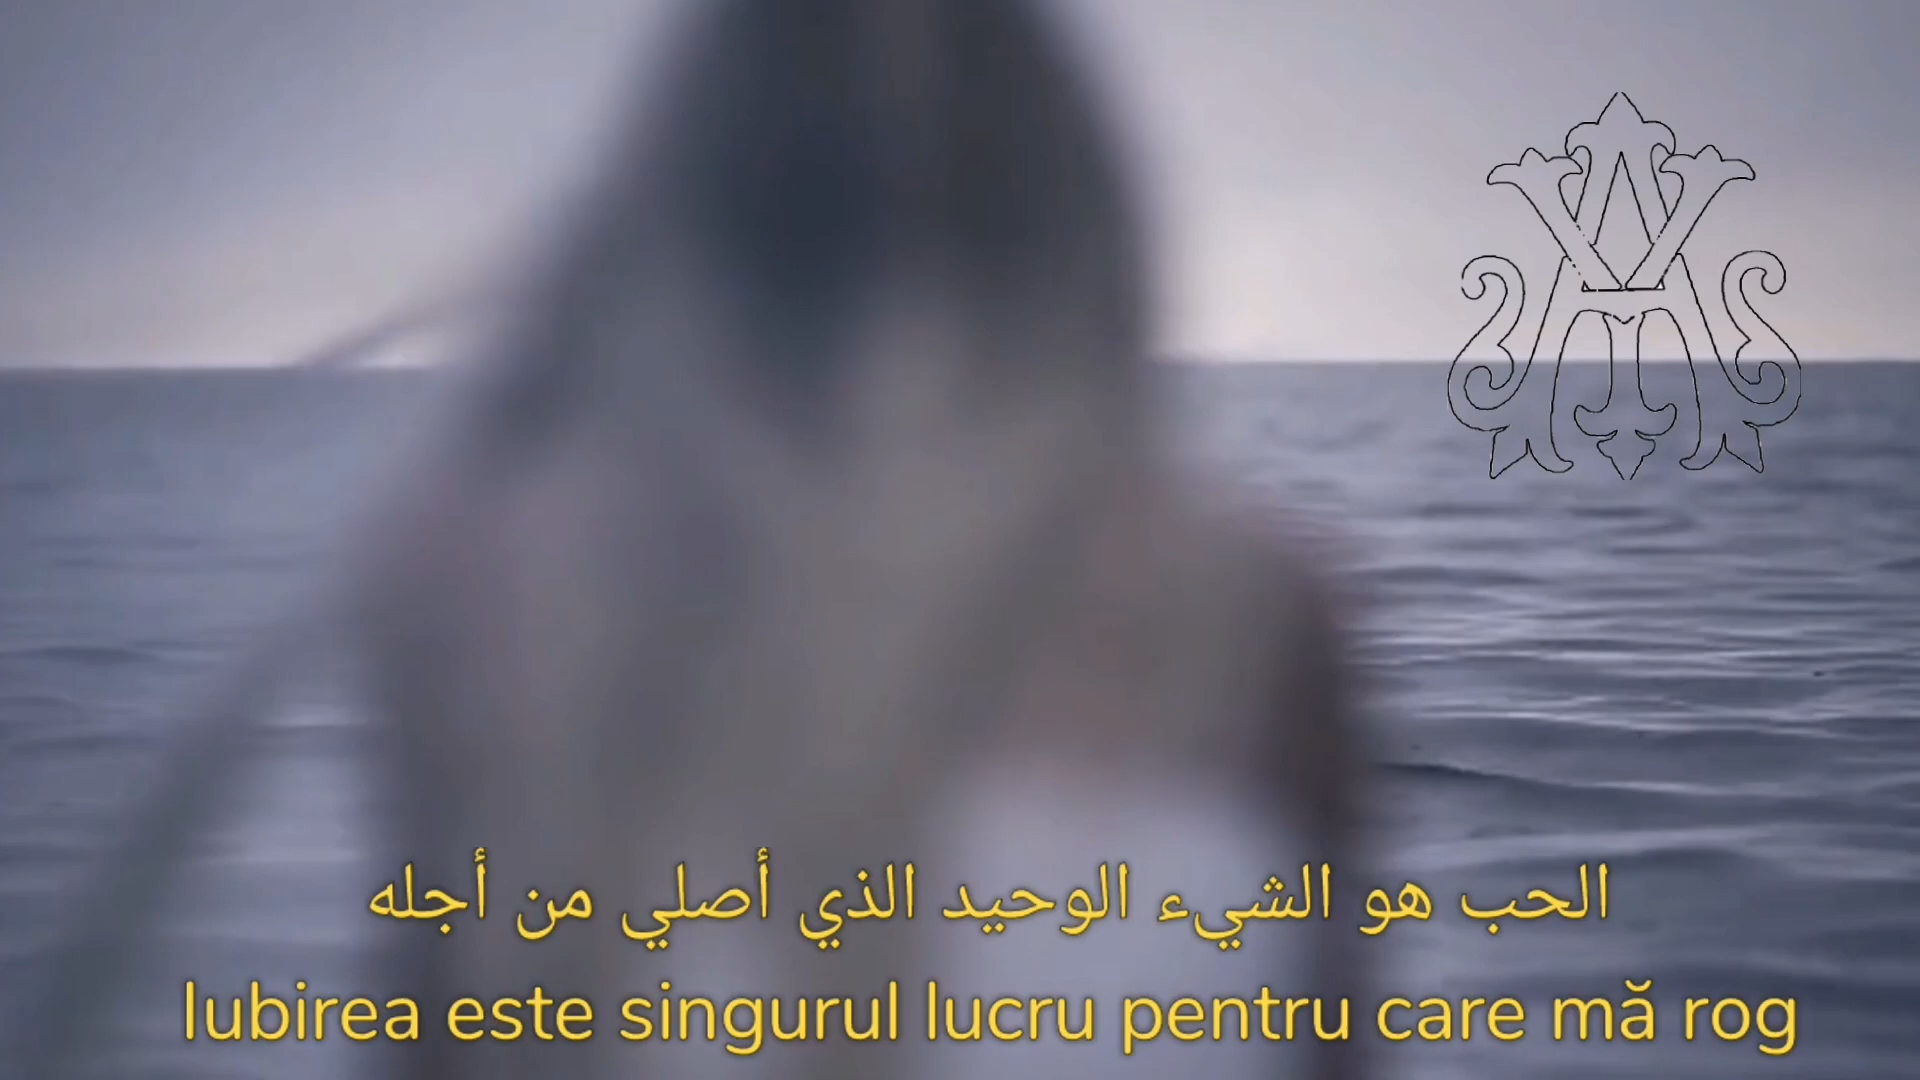 الحب هو الشيء الوحيد الذي أصلي من أجله
Iubirea este singurul lucru pentru care mă rog